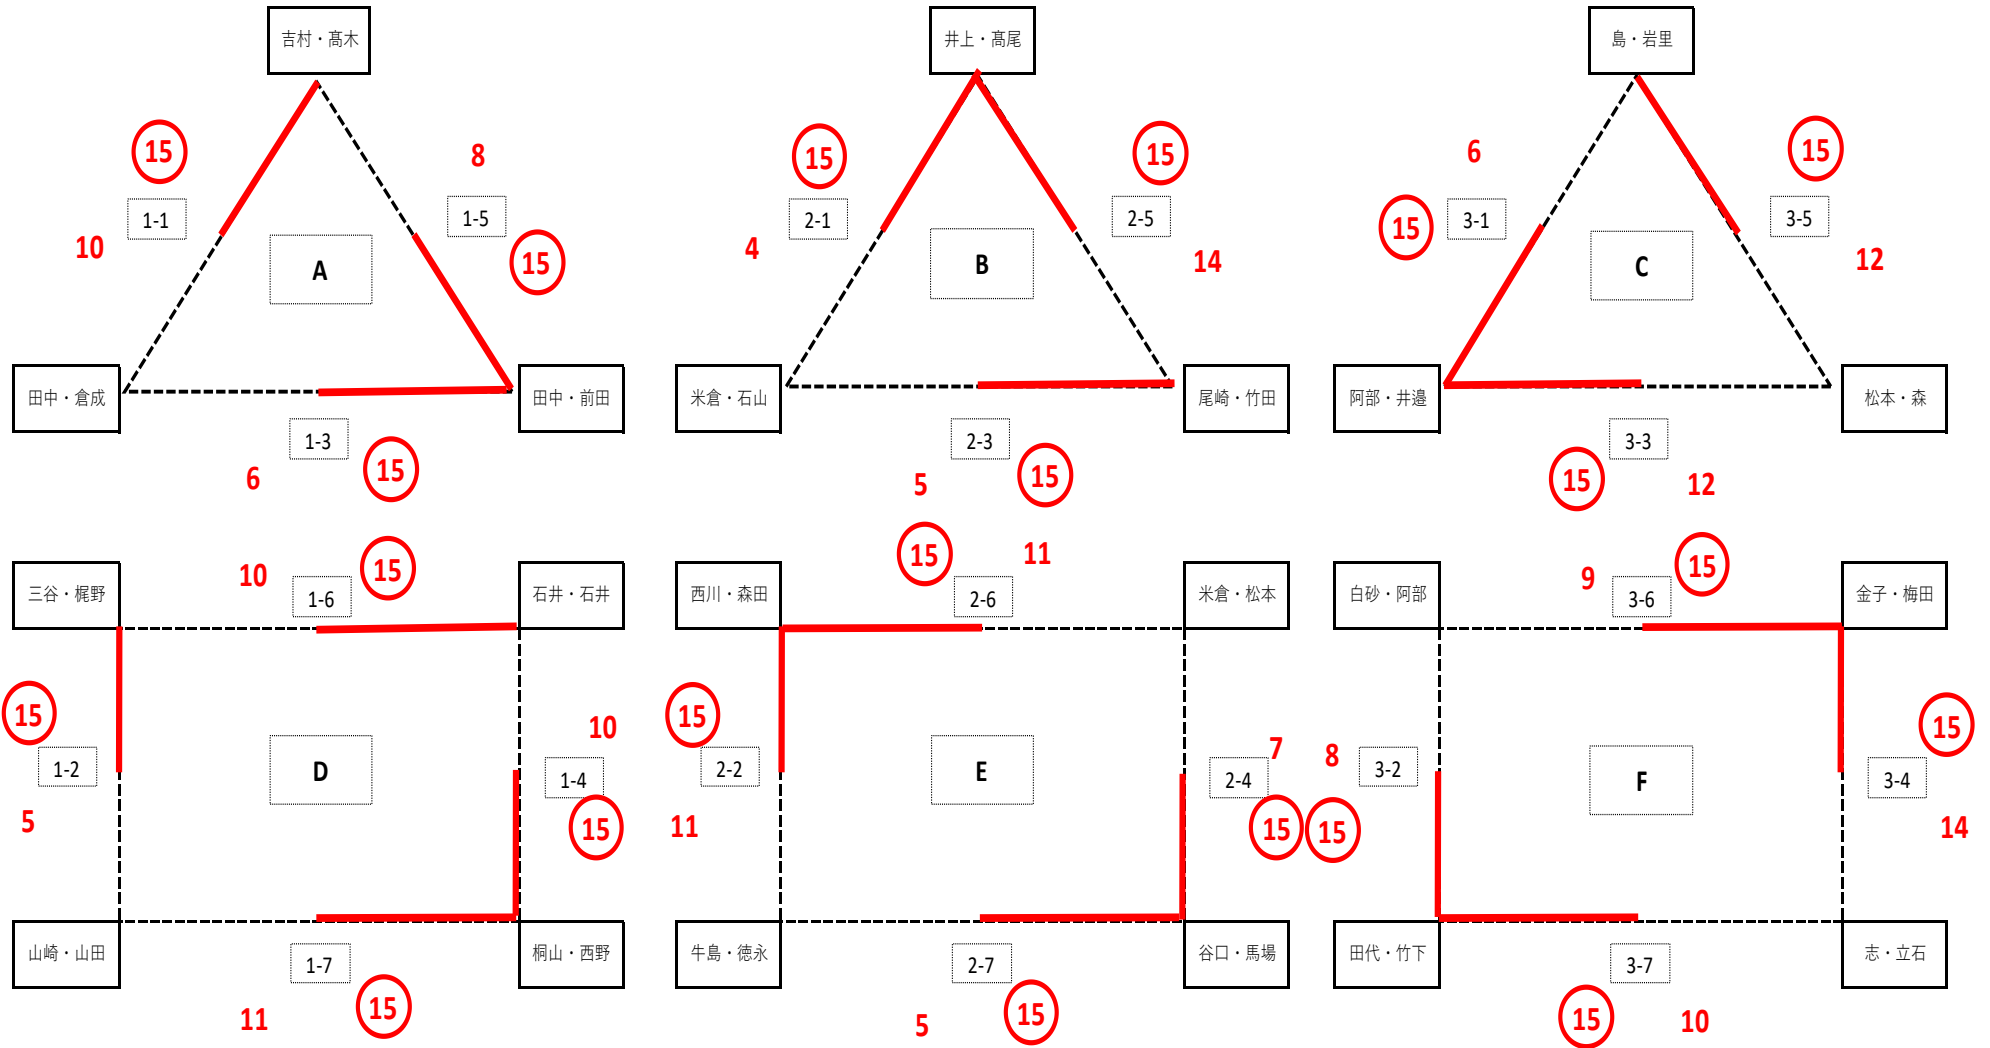 吉村・髙木
井上・髙尾
島・岩里
15
8
15
15
6
15
1-1
1-5
2-1
2-5
15
3-1
3-5
10
15
4
14
12
A
B
C
田中・倉成
田中・前田
米倉・石山
尾崎・竹田
阿部・井邉
松本・森
1-3
2-3
3-3
6
15
5
15
15
12
10
15
15
11
9
15
三谷・梶野
1-6
石井・石井
西川・森田
2-6
米倉・松本
白砂・阿部
3-6
金子・梅田
15
10
15
7
8
15
1-2
D
1-4
2-2
E
2-4
3-2
F
3-4
5
15
11
15
15
14
山崎・山田
1-7
桐山・西野
牛島・徳永
2-7
谷口・馬場
田代・竹下
3-7
志・立石
11
15
5
15
15
10